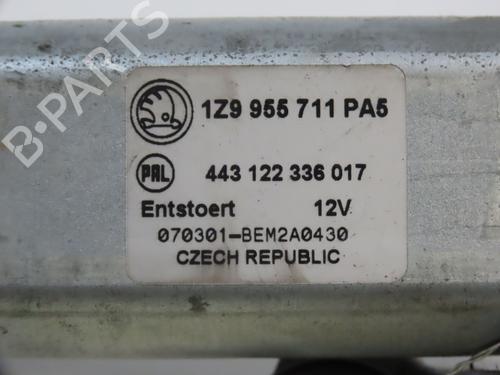 B-PARTS
1Z9 955 711 PA5
PAL 443 122 336 017
Entstoert 12V
070301-BEM2A0430
CZECH REPUBLIC